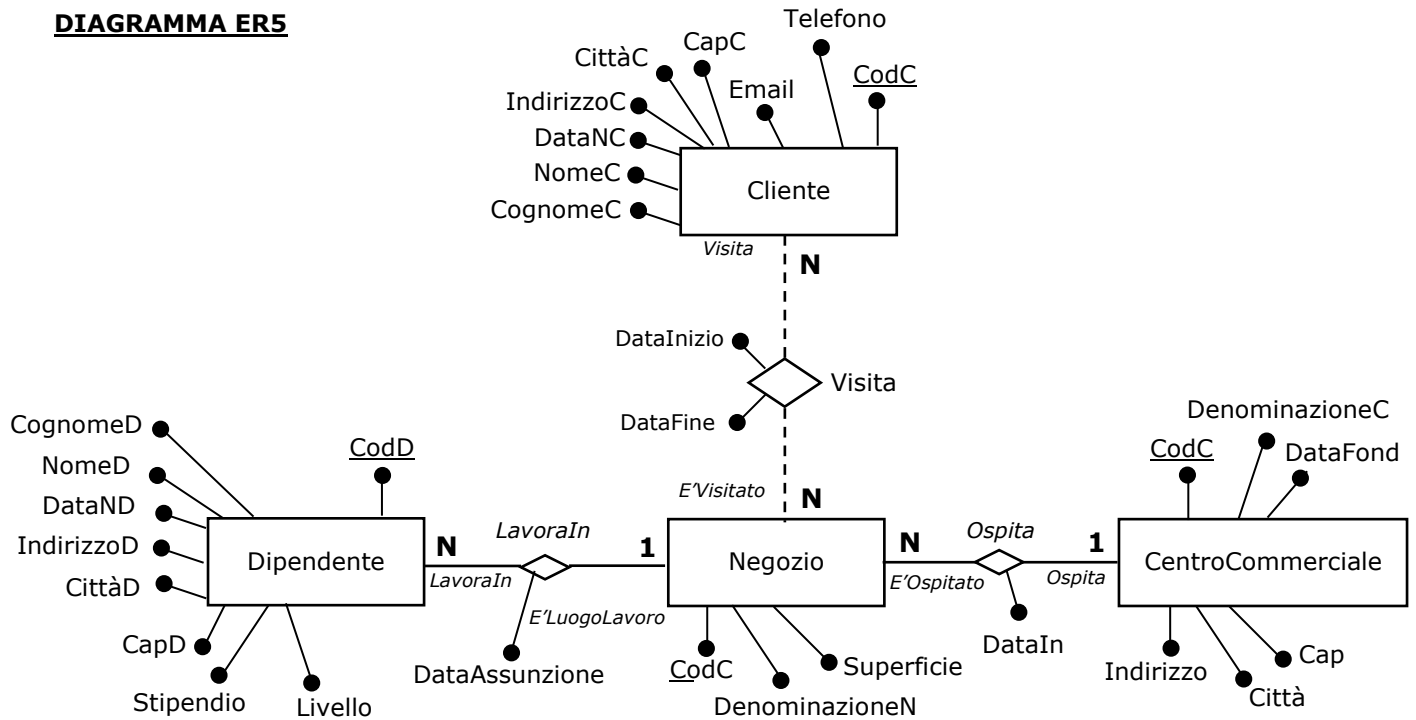 DIAGRAMMA ER5
Telefono
CapC
CittàC
CodC
Email
IndirizzoC
DataNC
NomeC
Cliente
CognomeC
Visita
N
DataInizio
Visita
DataFine
CognomeD
CodD
NomeD
DataND
IndirizzoD
CittàD
Dipendente
CapD
Stipendio
Livello
N
LavoraIn
LavoraIn
1
E'LuogoLavoro
DataAssunzione
E'Visitato
N
Negozio
CodC
Superficie
DenominazioneN
N
Ospita
E'Ospitato
1
Ospita
DataIn
DenominazioneC
CodC
DataFond
CentroCommerciale
Indirizzo
Cap
Città